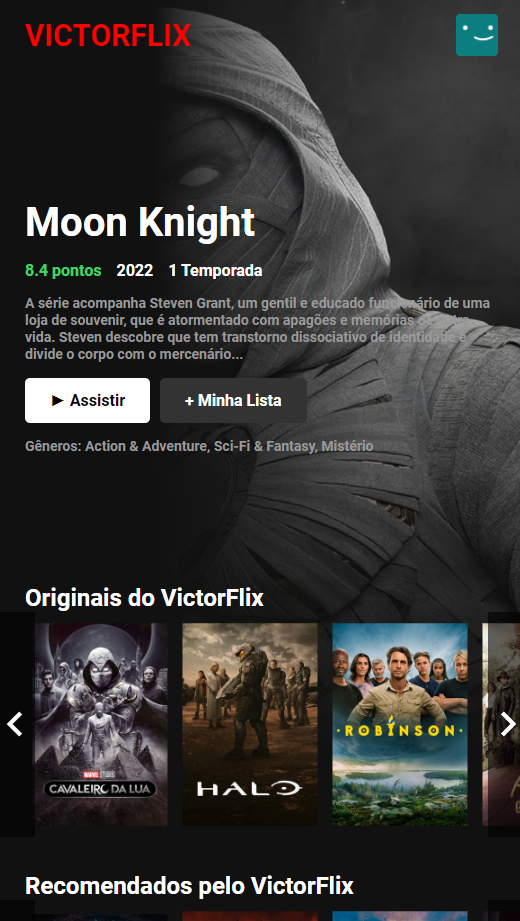 VICTORFLIX
Moon Knight
8.4 pontos 2022 1 Temporada
A série acompanha Steven Grant, um gentil e educado funcionário de uma
loja de souvenir, que é atormentado com apagões e memórias de outra
vida. Steven descobre que tem transtorno dissociativo de identidade e
divide o corpo com o mercenário...
► Assistir + Minha Lista
Gêneros: Action & Adventure, Sci-Fi & Fantasy, Mistério
Originais do VictorFlix
MARVEL STUDIOS
CAVALEIRO DA LUA
HALO
·ROBINSON·
Recomendados pelo VictorFlix